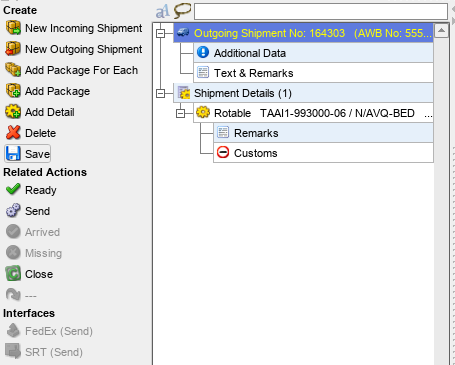 Create
New Incoming Shipment
New Outgoing Shipment
Add Package For Each
Add Package
Add Detail
Delete
Save
Related Actions
Ready
Send
Arrived
Missing
Close
---
Interfaces
FedEx (Send)
SRT (Send)
a
Outgoing Shipment No: 164303 (AWB No: 555...
Additional Data
Text & Remarks
Shipment Details (1)
Rotable TAAI1-993000-06 / N/AVQ-BED ...
Remarks
Customs